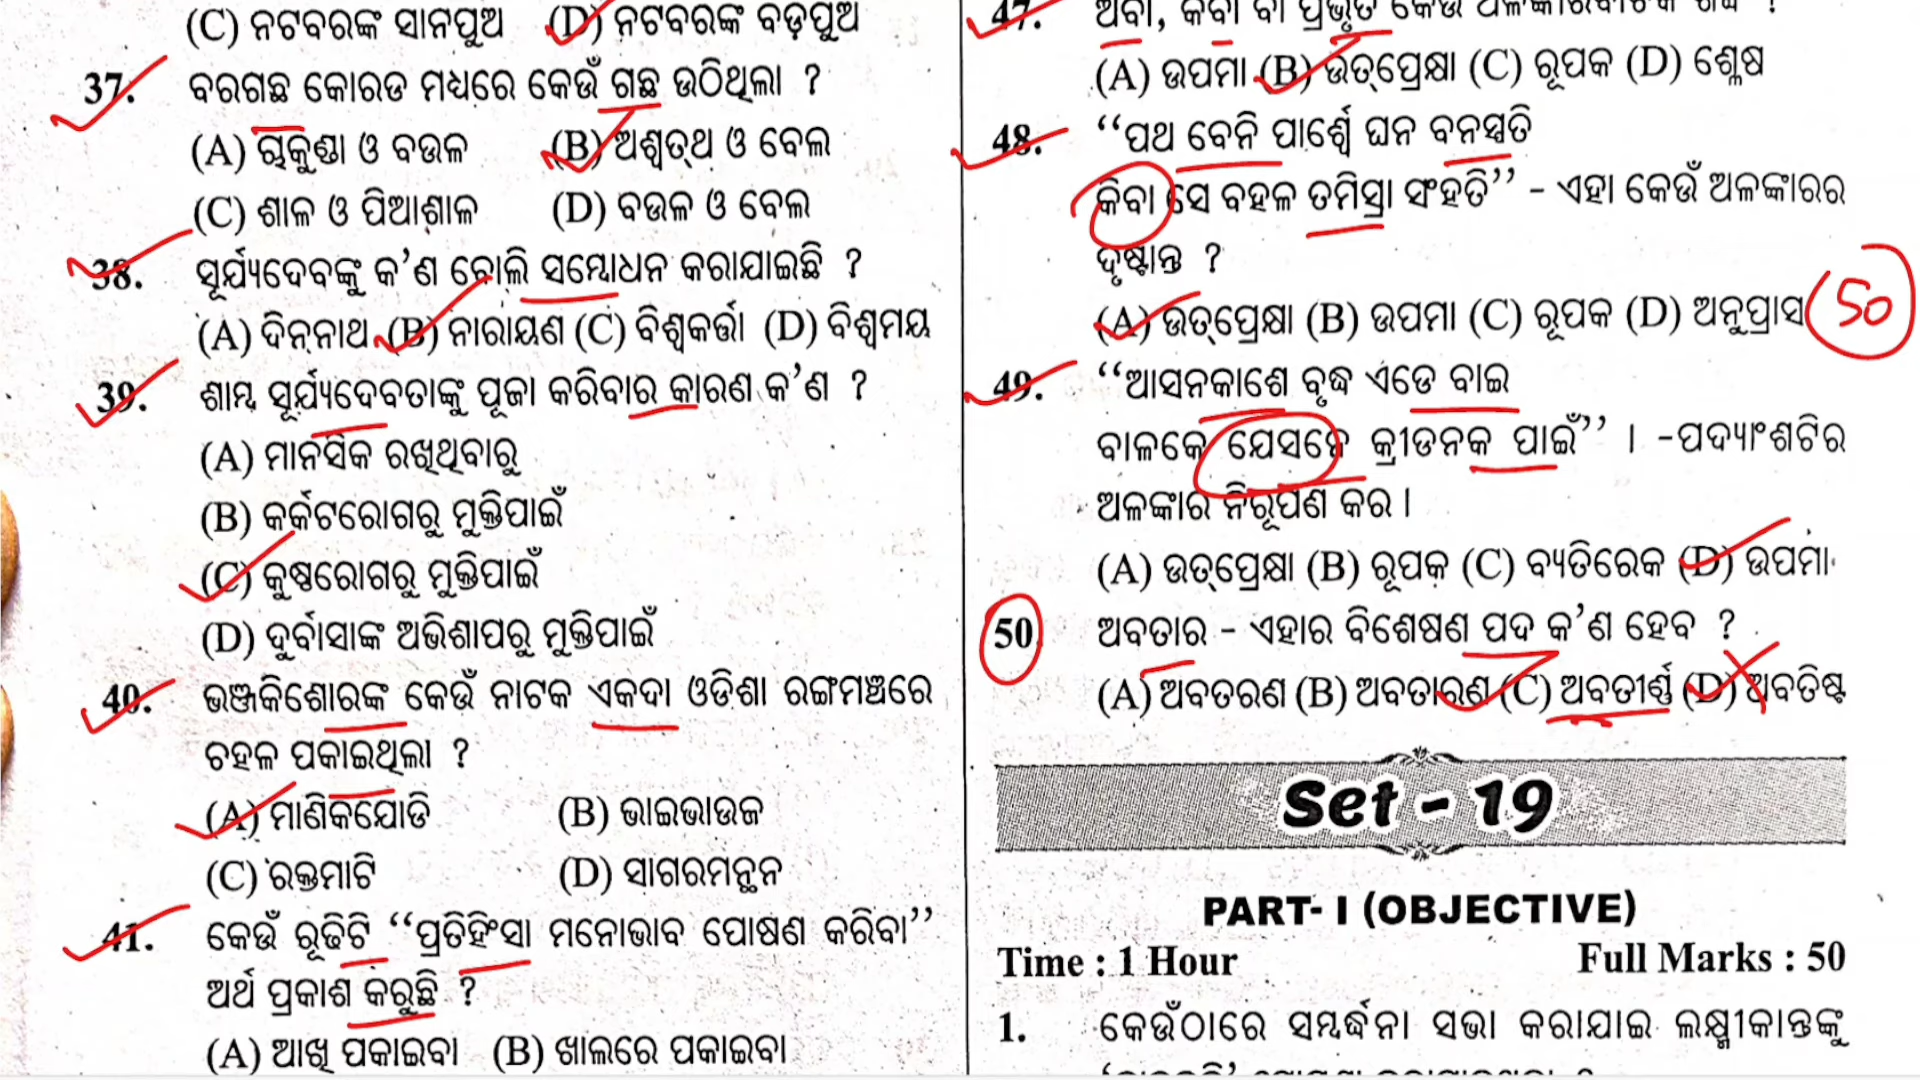 (C) ନଟବରଙ୍କ ସାନପୁଅ (D) ନଟବରଙ୍କ ବଡ଼ପୁଅ
37. ବରଗଛ କୋରଡ ମଧ୍ୟରେ କେଉଁ ଗଛ ଉଠିଥିଲା ?
(A) ଓ ବଉଳ (B) ଅଶ୍ୱତ୍‌ଥ ଓ ବେଲ
(C) ଶାଳ ଓ ପିଆଶାଳ (D) ବଉଳ ଓ ବେଲ
38. ସୂର୍ଯ୍ୟଦେବଙ୍କୁ କ’ଣ ବୋଲି ସମ୍ବୋଧନ କରାଯାଇଛି ?
(A) ଦିନ୍‌ନାଥ (B) ନାରାୟଣ (C) ବିଶ୍ୱକର୍ତ୍ତା (D) ବିଶ୍ୱମୟ
39. ଶାମ୍ବ ସୂର୍ଯ୍ୟଦେବତାଙ୍କୁ ପୂଜା କରିବାର କାରଣ କ’ଣ ?
(A) ମାନସିକ ରଖିଥିବାରୁ
(B) କର୍କଟରୋଗରୁ ମୁକ୍ତିପାଇଁ
(C) କୁଷ୍ଠରୋଗରୁ ମୁକ୍ତିପାଇଁ
(D) ଦୁର୍ବାସାଙ୍କ ଅଭିଶାପରୁ ମୁକ୍ତିପାଇଁ
40. ଭଞ୍ଜକିଶୋରଙ୍କ କେଉଁ ନାଟକ ଏକଦା ଓଡିଶା ରଙ୍ଗମଞ୍ଚରେ
ଚହଳ ପକାଇଥିଲା ?
(A) ମାଣିକଯୋଡି (B) ଭାଇଭାଉଜ
(C) ରକ୍ତମାଟି (D) ସାଗରମନ୍ଥନ
41. କେଉଁ ରୂଢିଟି ‘‘ପ୍ରତିହିଂସା ମନୋଭାବ ପୋଷଣ କରିବା’’
ଅର୍ଥ ପ୍ରକାଶ କରୁଛି ?
(A) ଆଖି ପକାଇବା (B) ଖାଲରେ ପକାଇବା
47. ଅବା, କିବା ବା ପ୍ରଭୃତି କେଉଁ ଅଳଙ୍କାରବାଚକ ଶବ୍ଦ ?
(A) ଉପମା (B) ଉତ୍‌ପ୍ରେକ୍ଷା (C) ରୂପକ (D) ଶ୍ଳେଷ
48. ‘‘ପଥ ବେନି ପାର୍ଶ୍ୱେ ଘନ ବନସ୍ପତି
କିବା ସେ ବହଳ ତମିସ୍ରା ସଂହତି’’ - ଏହା କେଉଁ ଅଳଙ୍କାରର
ଦୃଷ୍ଟାନ୍ତ ?
(A) ଉତ୍‌ପ୍ରେକ୍ଷା (B) ଉପମା (C) ରୂପକ (D) ଅନୁପ୍ରାସ 50
49. ‘‘ଆସନକାଶେ ବୃଦ୍ଧ ଏଡେ ବାଇ
ବାଳକେ ଯେସନେ କ୍ରୀଡନକ ପାଇଁ’’ । -ପଦ୍ୟାଂଶଟିର
ଅଳଙ୍କାର ନିରୂପଣ କର ।
(A) ଉତ୍‌ପ୍ରେକ୍ଷା (B) ରୂପକ (C) ବ୍ୟତିରେକ (D) ଉପମା
50 ଅବତାର - ଏହାର ବିଶେଷଣ ପଦ କ’ଣ ହେବ ?
(A) ଅବତରଣ (B) ଅବତାରଣ (C) ଅବତୀର୍ଣ୍ଣ (D) ଅବତିଷ୍ଟ
Set - 19
PART- I (OBJECTIVE)
Time : 1 Hour Full Marks : 50
1. କେଉଁଠାରେ ସମ୍ବର୍ଦ୍ଧନା ସଭା କରାଯାଇ ଲକ୍ଷ୍ମୀକାନ୍ତଙ୍କୁ